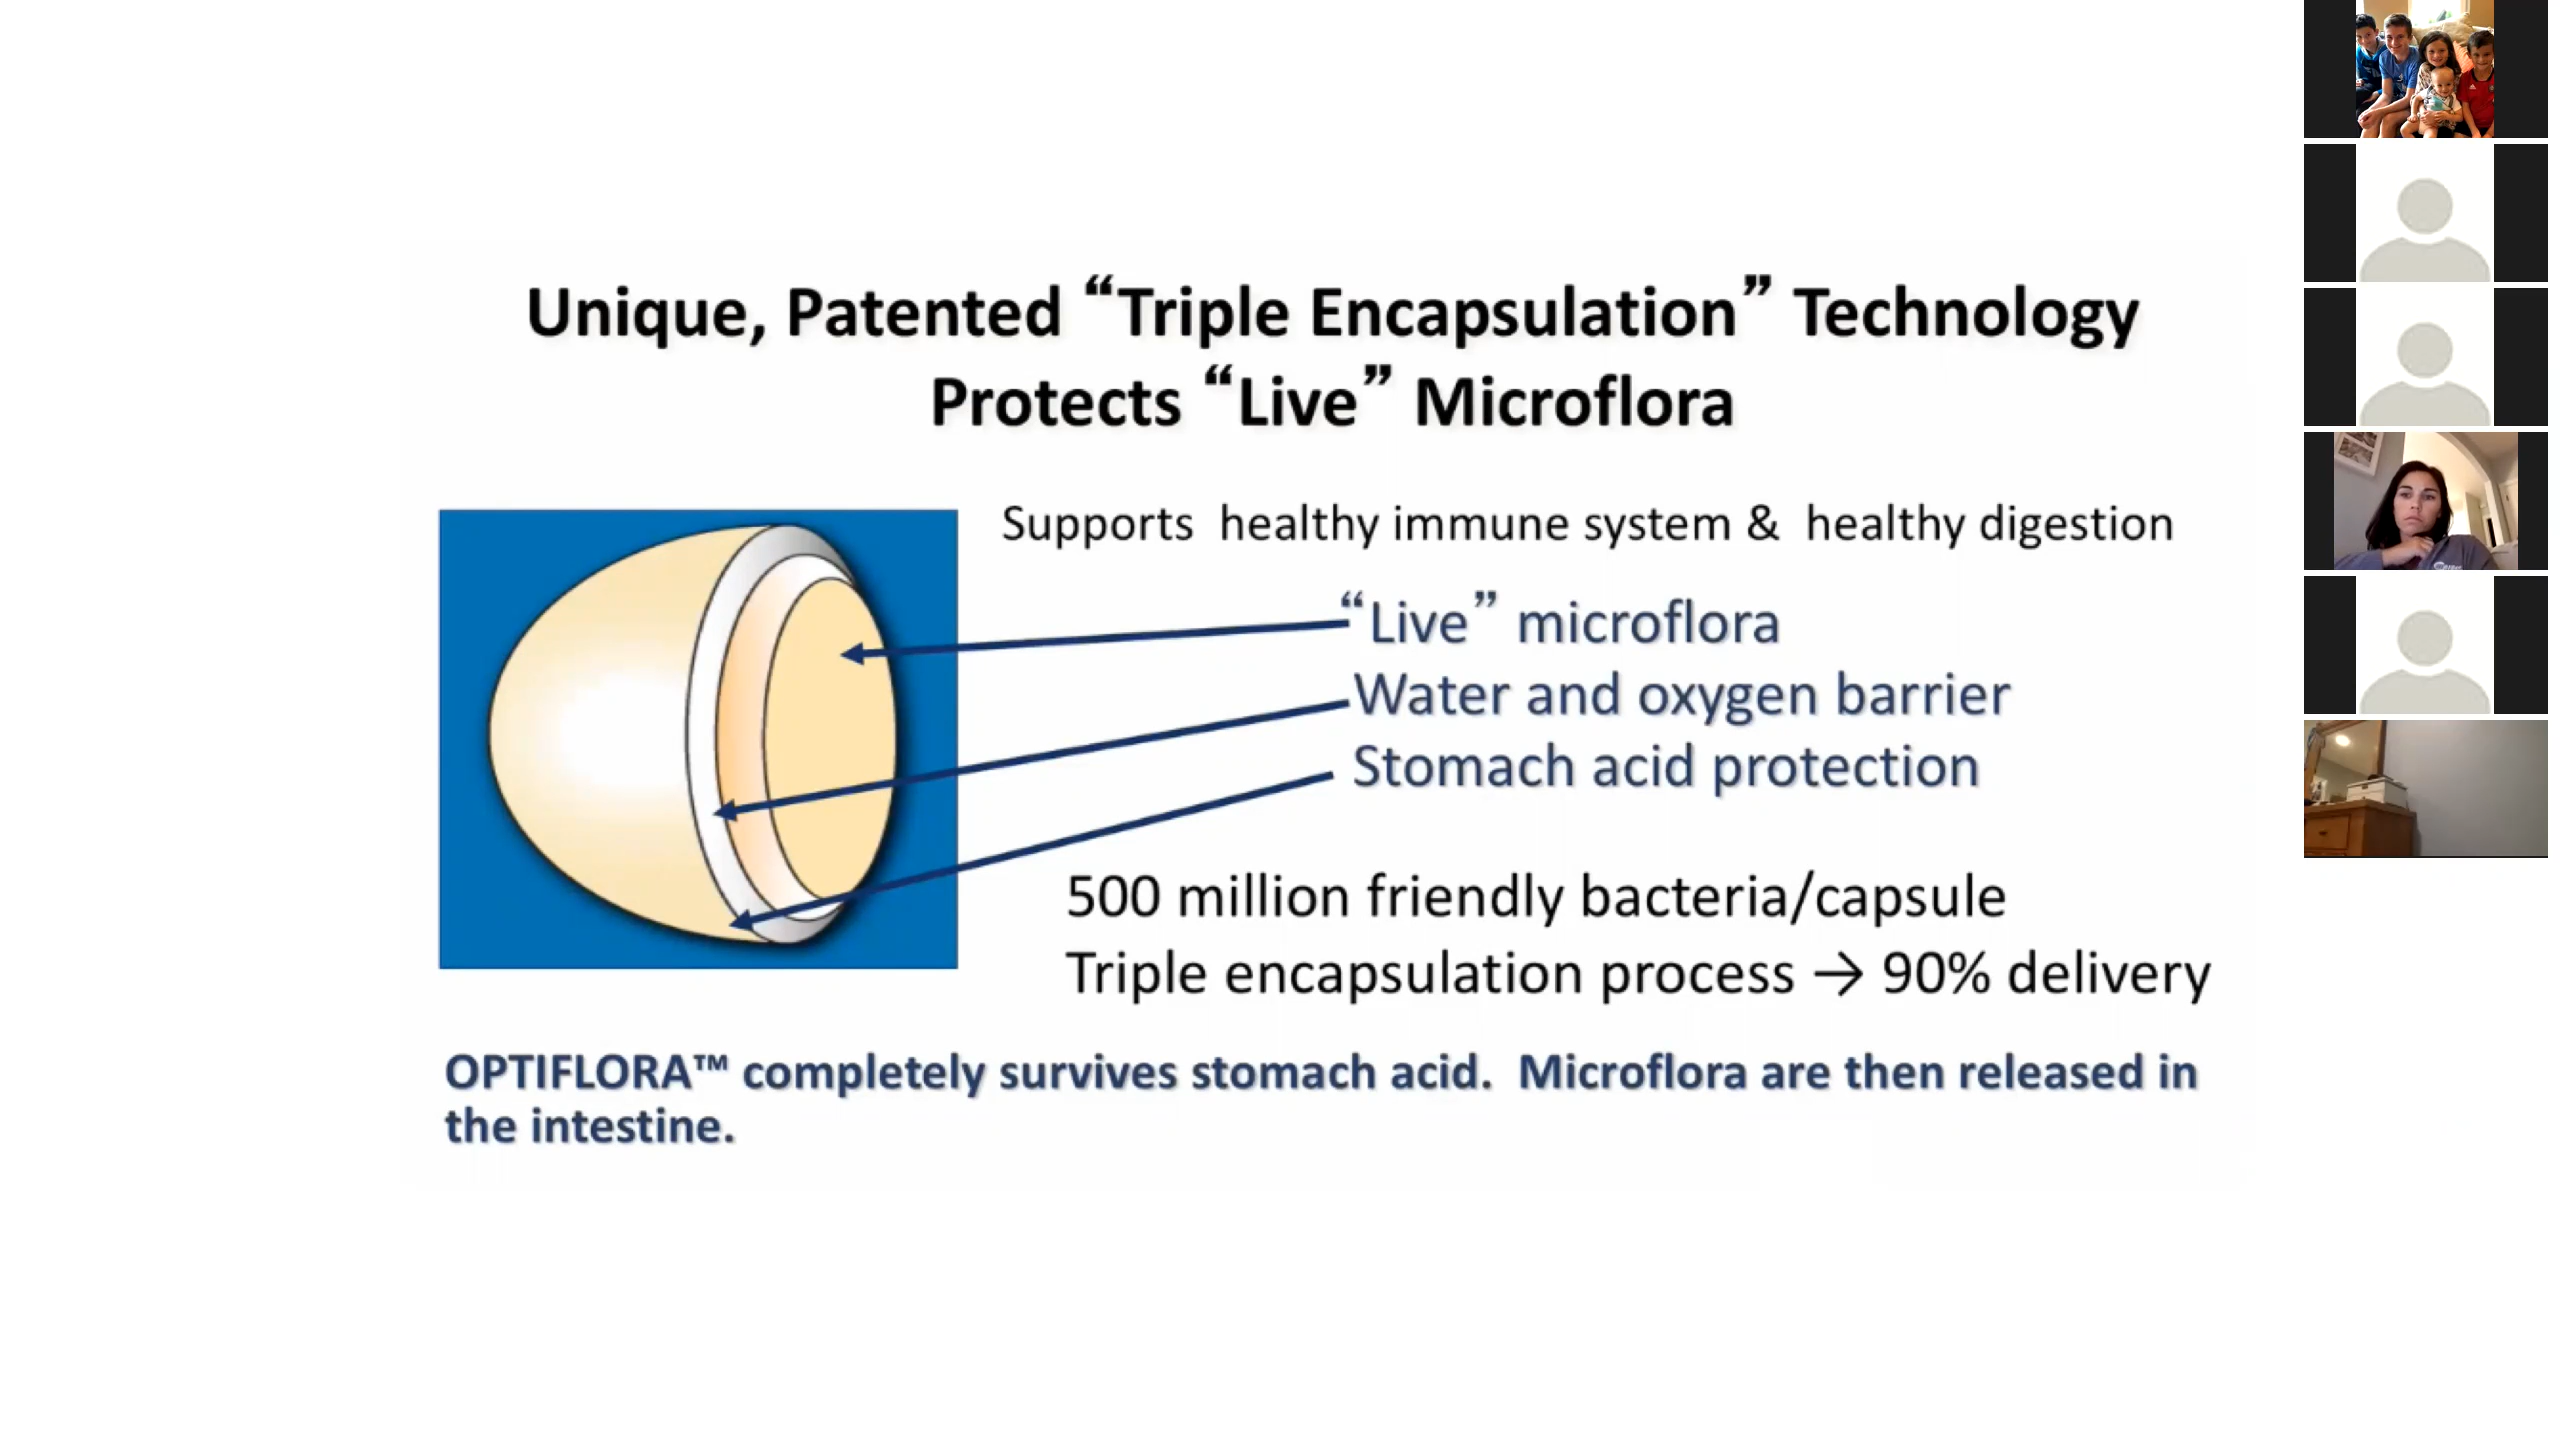 Unique, Patented “Triple Encapsulation” Technology
Protects “Live” Microflora
Supports healthy immune system & healthy digestion
“Live” microflora
Water and oxygen barrier
Stomach acid protection
500 million friendly bacteria/capsule
Triple encapsulation process → 90% delivery
OPTIFLORA™ completely survives stomach acid. Microflora are then released in
the intestine.